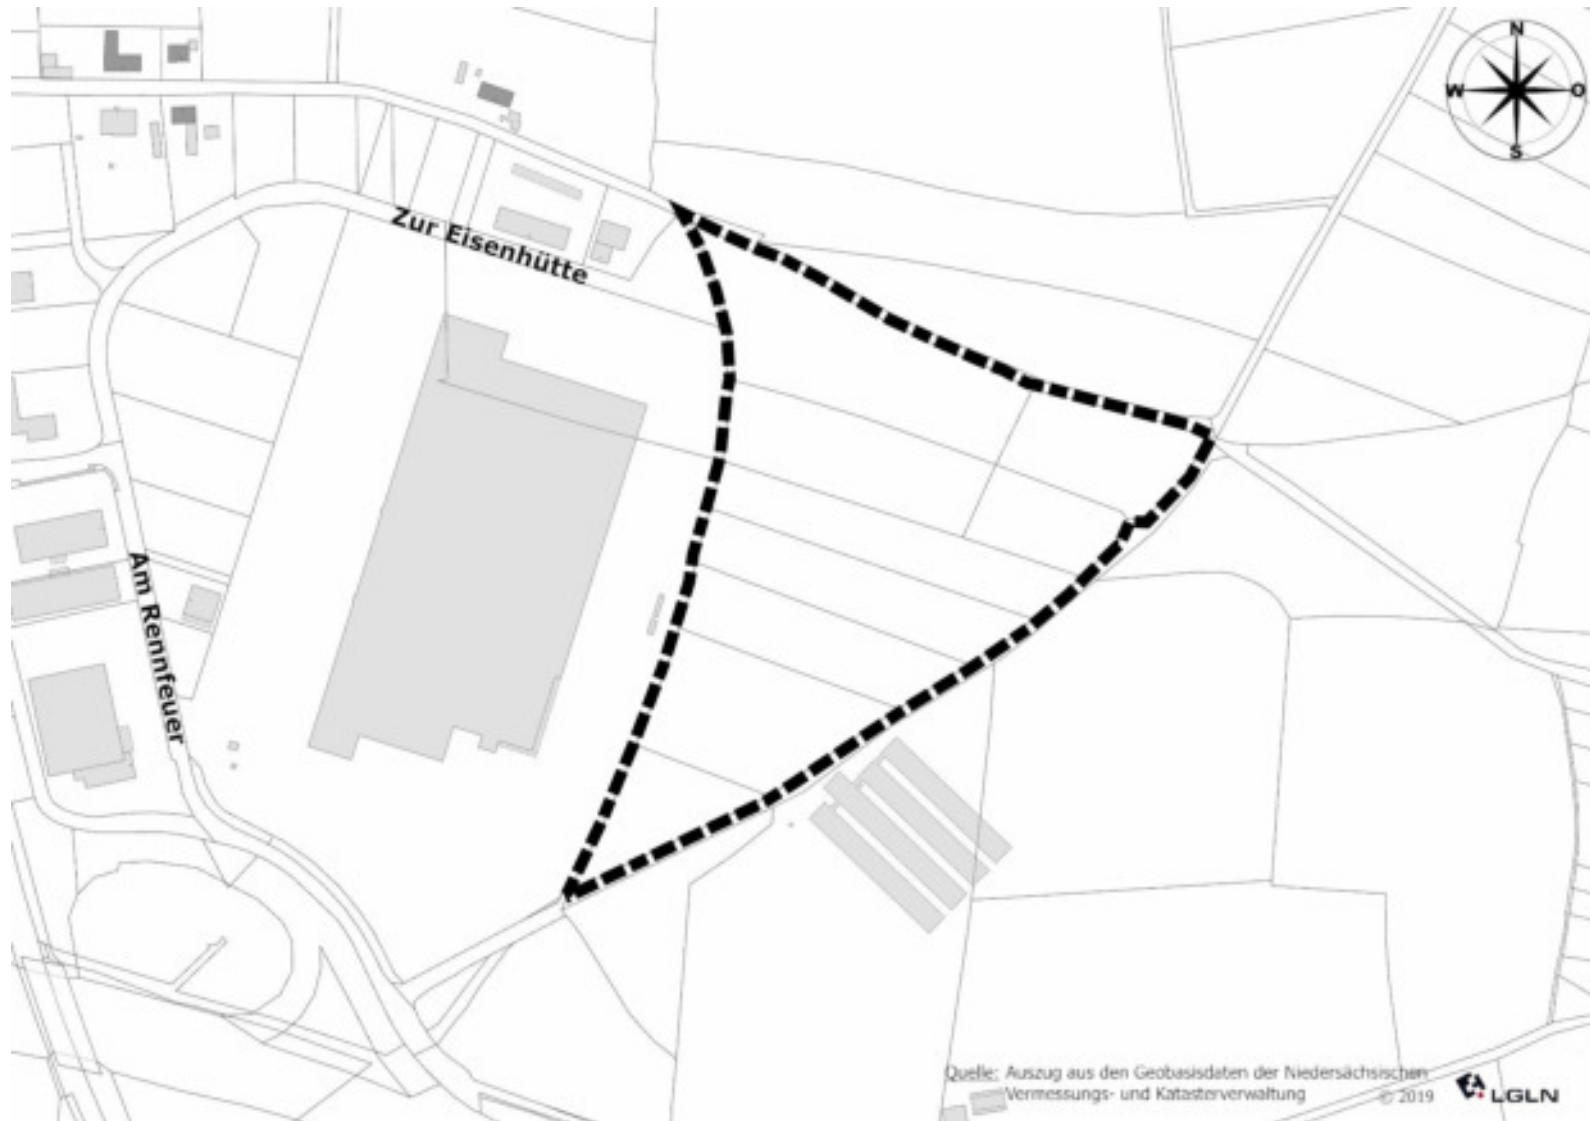 N
W O
S
Zur Eisenhütte
Am Rennfeuer
Quelle: Auszug aus den Geobasisdaten der Niedersächsischen
Vermessungs- und Katasterverwaltung
© 2019
LGLN